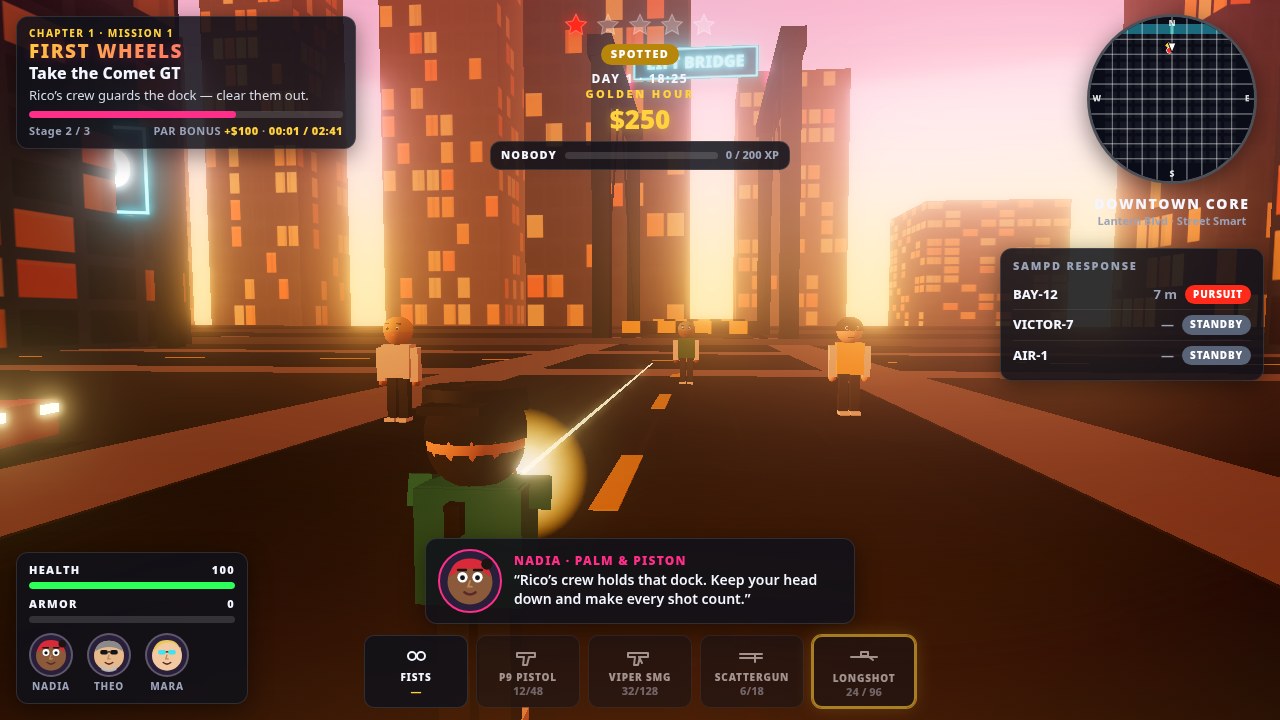 CHAPTER 1 · MISSION 1
FIRST WHEELS
Take the Comet GT
Rico's crew guards the dock — clear them out.
Stage 2 / 3
PAR BONUS +$100 · 00:01 / 02:41
SPOTTED
BRIDGE
DAY 1 · 18:25
GOLDEN HOUR
$250
NOBODY
0 / 200 XP
N
W
E
S
DOWNTOWN CORE
Street Smart
SAMPD RESPONSE
BAY-12 7 m PURSUIT
VICTOR-7 — STANDBY
AIR-1 — STANDBY
HEALTH 100
ARMOR 0
NADIA THEO MARA
NADIA · PALM & PISTON
“Rico’s crew holds that dock. Keep your head
down and make every shot count.”
FISTS
—
P9 PISTOL
12/48
VIPER SMG
32/128
SCATTERGUN
6/18
LONGSHOT
24 / 96